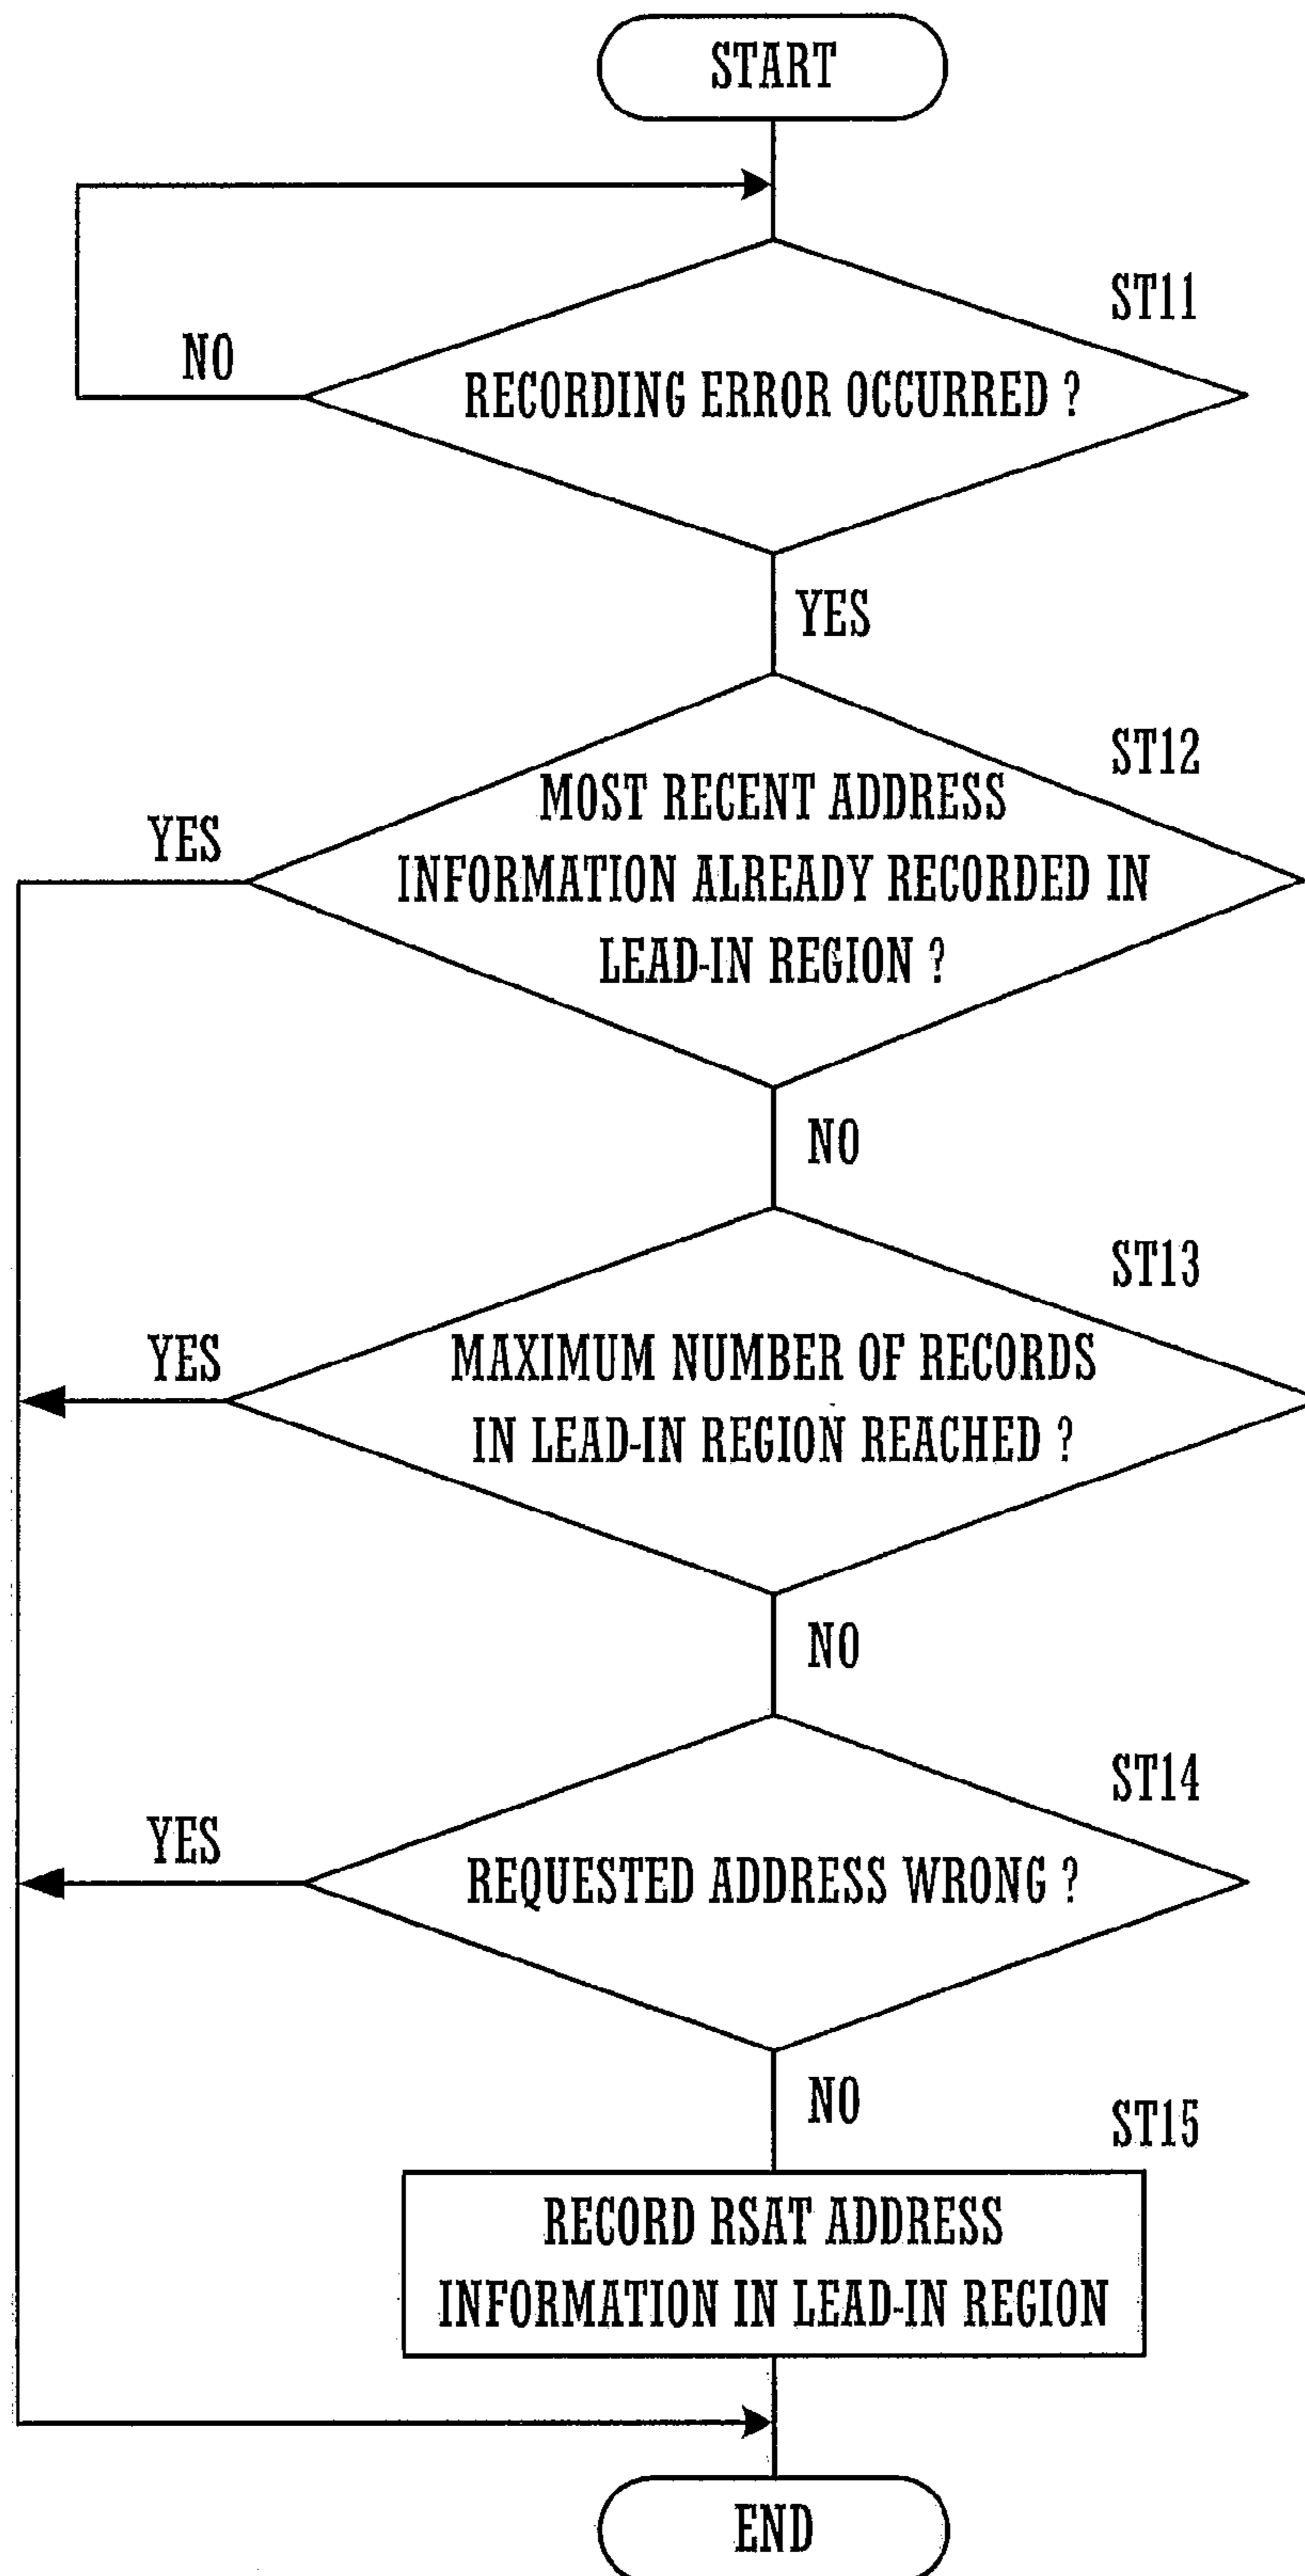 START
ST11
NO
RECORDING ERROR OCCURRED ?
YES
ST12
MOST RECENT ADDRESS
YES
INFORMATION ALREADY RECORDED IN
LEAD-IN REGION ?
NO
ST13
YES
MAXIMUM NUMBER OF RECORDS
IN LEAD-IN REGION REACHED ?
NO
ST14
YES
REQUESTED ADDRESS WRONG ?
NO
ST15
RECORD RSAT ADDRESS
INFORMATION IN LEAD-IN REGION
END